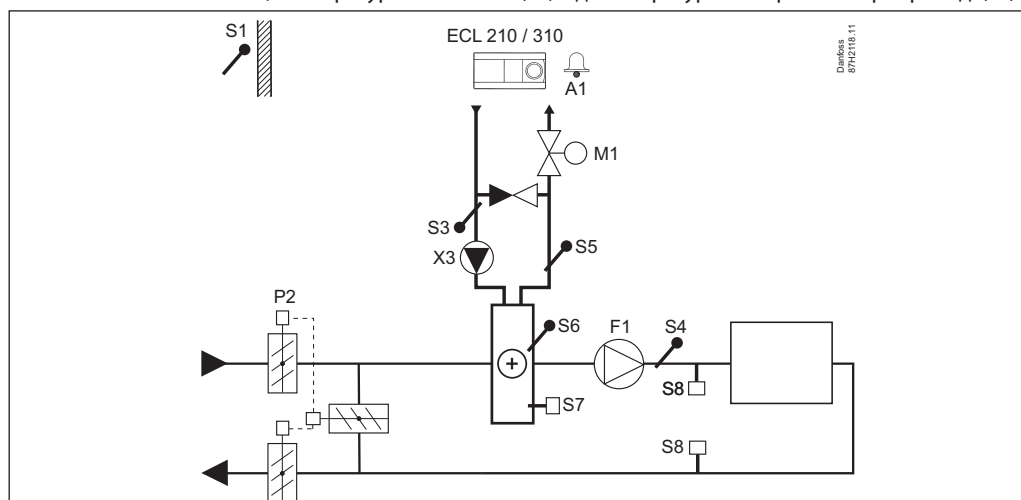 S1
ECL 210 / 310
A1
Danfoss
87H2118.11
M1
S3
S5
X3
P2
S6
F1
S4
S8
S7
S8